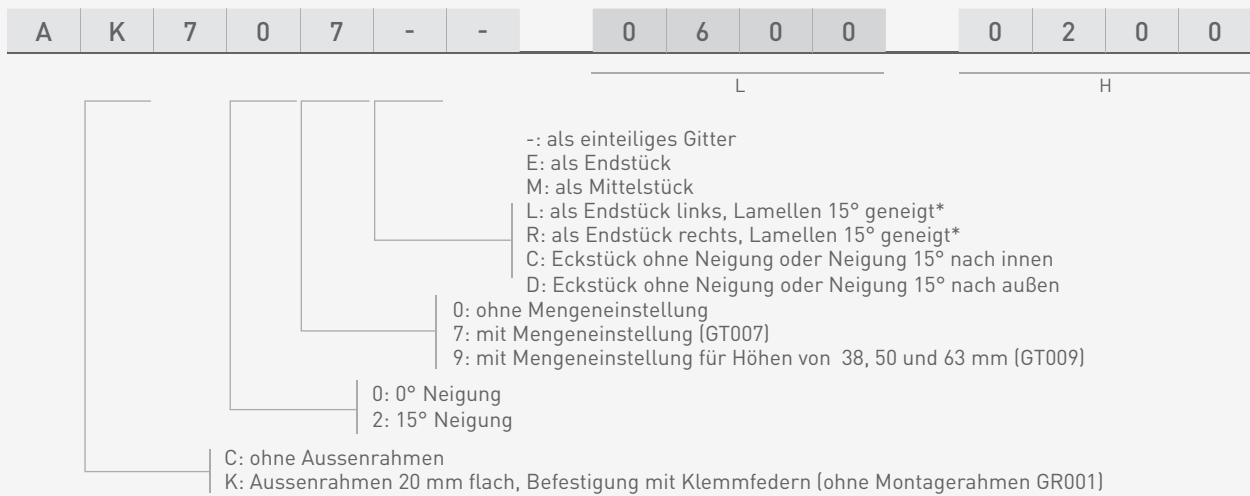 A K 7 0 7 - - 0 6 0 0 0 2 0 0
L H
-: als einteiliges Gitter
E: als Endstück
M: als Mittelstück
L: als Endstück links, Lamellen 15° geneigt*
R: als Endstück rechts, Lamellen 15° geneigt*
C: Eckstück ohne Neigung oder Neigung 15° nach innen
D: Eckstück ohne Neigung oder Neigung 15° nach außen
0: ohne Mengeneinstellung
7: mit Mengeneinstellung (GT007)
9: mit Mengeneinstellung für Höhen von 38, 50 und 63 mm (GT009)
0: 0° Neigung
2: 15° Neigung
C: ohne Aussenrahmen
K: Aussenrahmen 20 mm flach, Befestigung mit Klemmfedern (ohne Montagerahmen GR001)